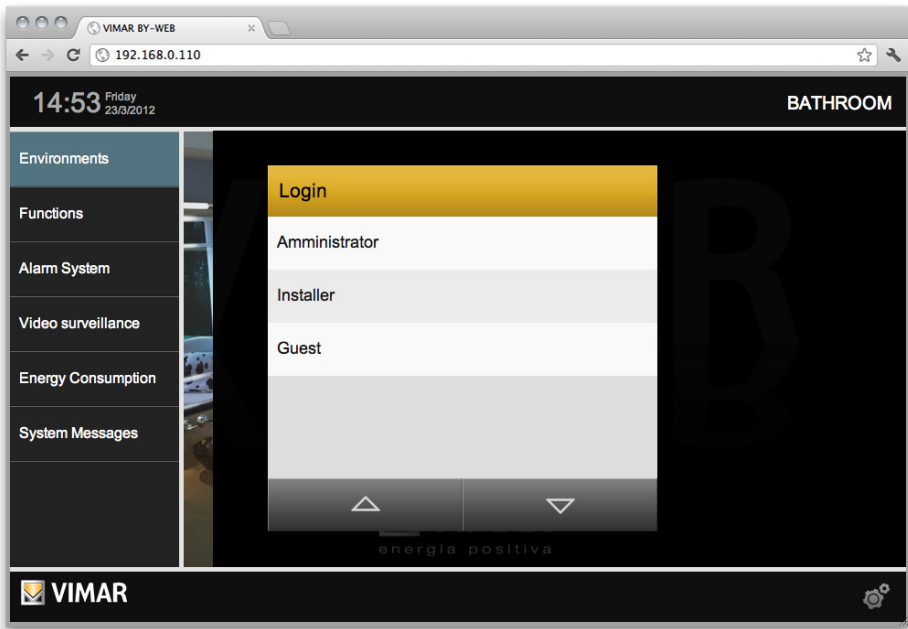 VIMAR BY-WEB
192.168.0.110
14:53 Friday
23/3/2012
BATHROOM
Environments
Functions
Alarm System
Video surveillance
Energy Consumption
System Messages
Login
Amministrator
Installer
Guest
energia positiva
VIMAR